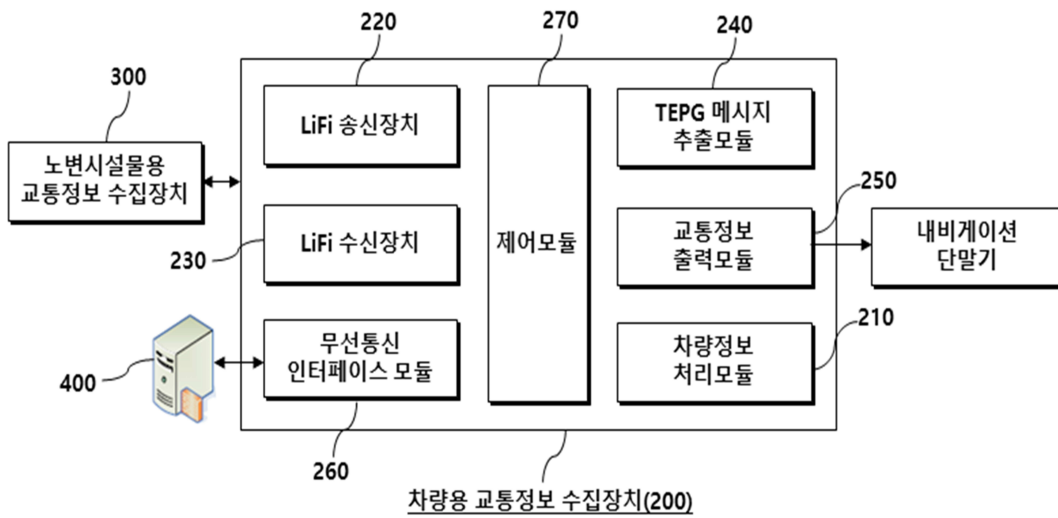 220
270
240
300
LiFi 송신장치
TEPG 메시지
추출모듈
노변시설물용
교통정보 수집장치
250
LiFi 수신장치
제어모듈
교통정보
출력모듈
내비게이션
단말기
230
210
무선통신
인터페이스 모듈
차량정보
처리모듈
400
260
차량용 교통정보 수집장치(200)